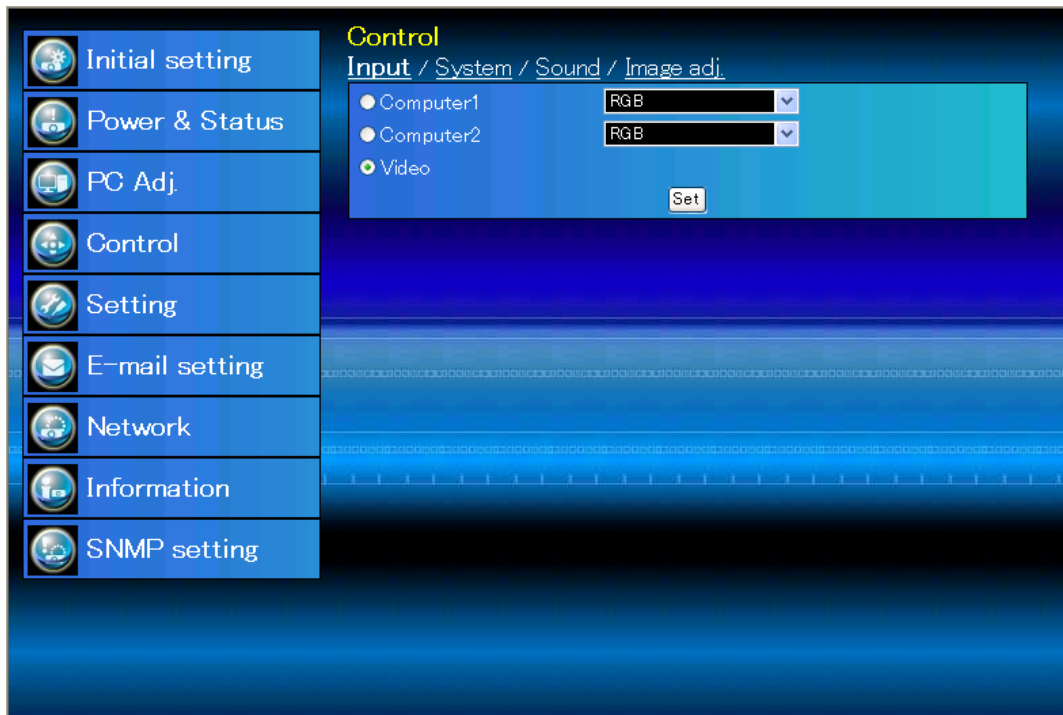 Initial setting
Power & Status
PC Adj.
Control
Setting
E-mail setting
Network
Information
SNMP setting
Control
Input / System / Sound / Image adj.
Computer1 RGB
Computer2 RGB
Video
Set